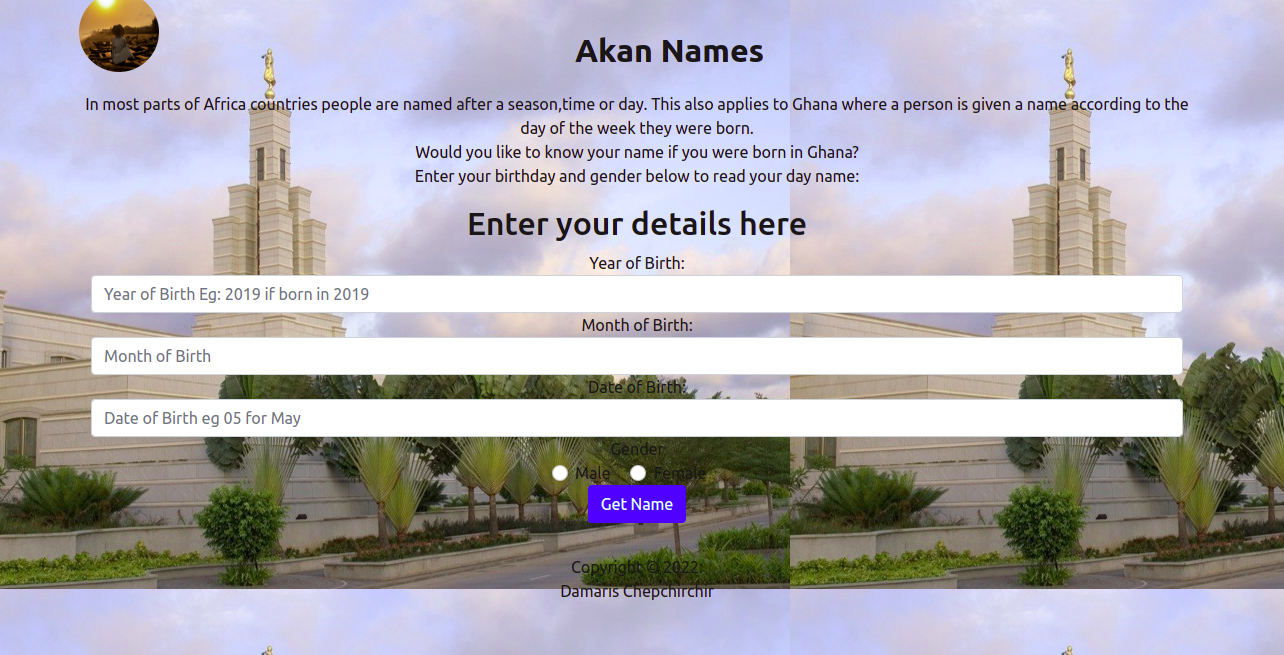 Akan Names
In most parts of Africa countries people are named after a season,time or day. This also applies to Ghana where a person is given a name according to the
day of the week they were born.
Would you like to know your name if you were born in Ghana?
Enter your birthday and gender below to read your day name:
Enter your details here
Year of Birth:
Year of Birth Eg: 2019 if born in 2019
Month of Birth:
Month of Birth
Date of Birth:
Date of Birth eg 05 for May
Gender
Male Female
Get Name
Copyright © 2022:
Damaris Chepchirchir